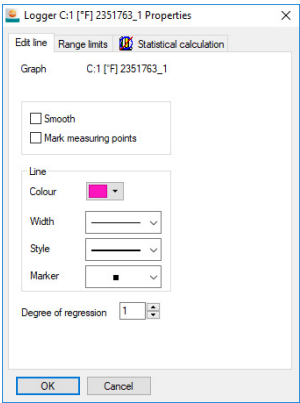 Logger C:1 [°F] 2351763_1 Properties
Edit line Range limits Statistical calculation
Graph C:1 [°F] 2351763_1
Smooth
Mark measuring points
Line
Colour
Width
Style
Marker
Degree of regression 1
OK Cancel